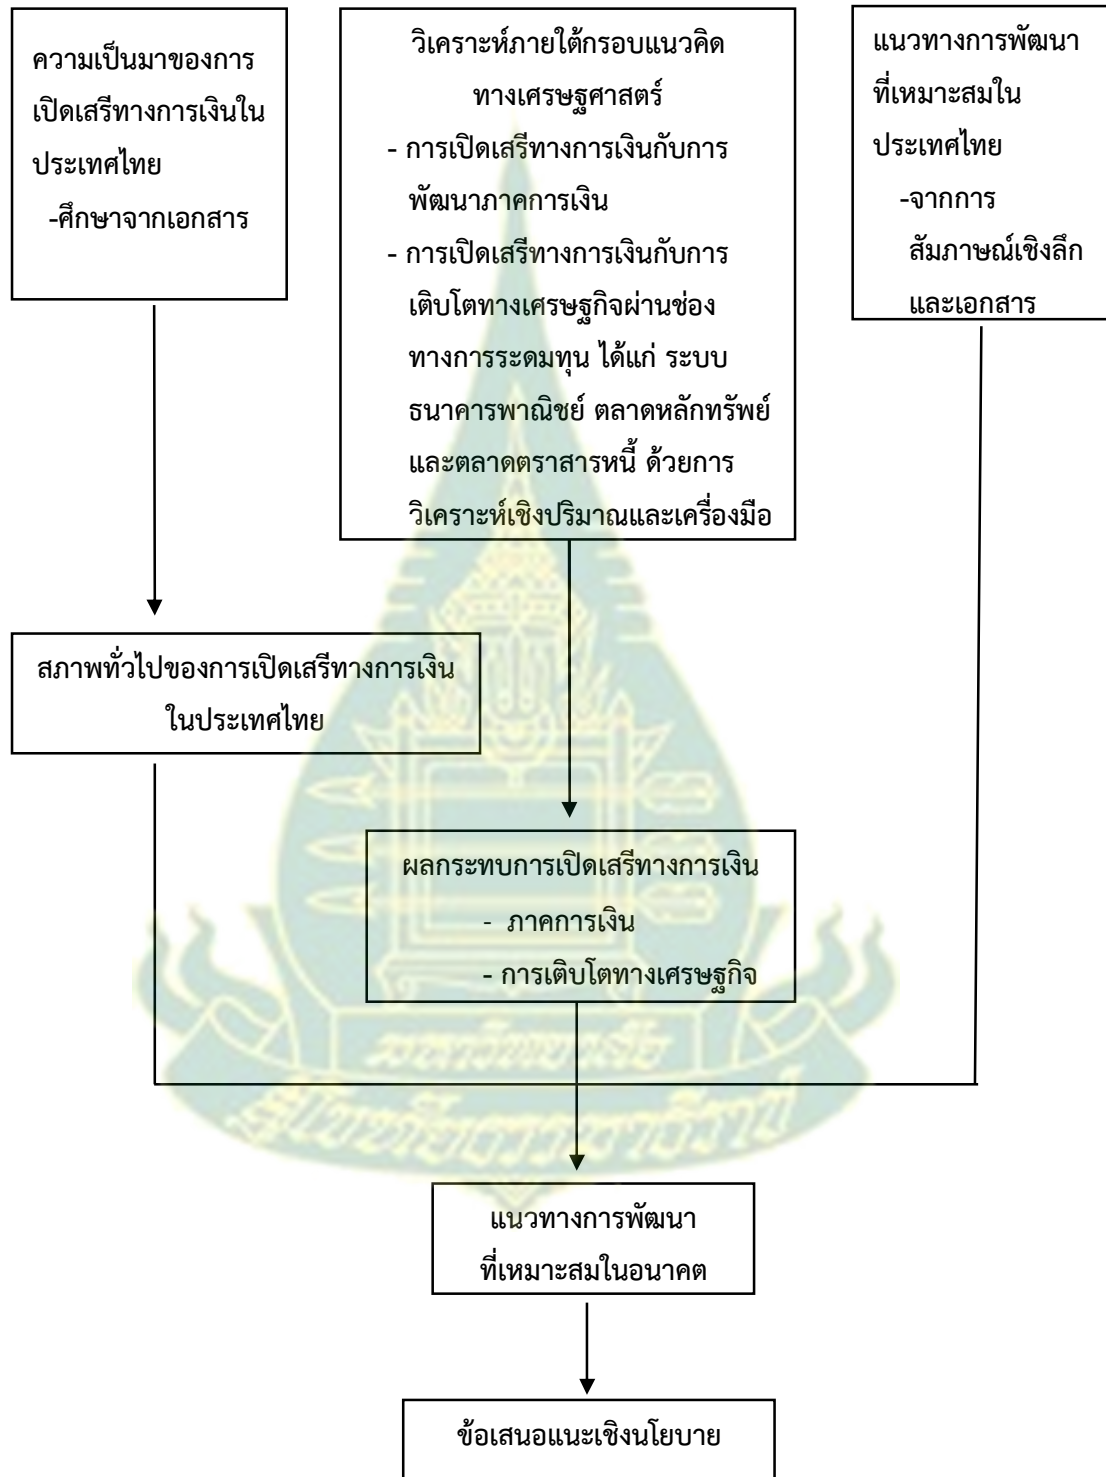 ความเป็นมาของการ
เปิดเสรีทางการเงินใน
ประเทศไทย
-ศึกษาจากเอกสาร
วิเคราะห์ภายใต้กรอบแนวคิด
ทางเศรษฐศาสตร์
- การเปิดเสรีทางการเงินกับการ
พัฒนาภาคการเงิน
- การเปิดเสรีทางการเงินกับการ
เติบโตทางเศรษฐกิจผ่านช่อง
ทางการระดมทุน ได้แก่ ระบบ
ธนาคารพาณิชย์ ตลาดหลักทรัพย์
และตลาดตราสารหนี้ ด้วยการ
วิเคราะห์เชิงปริมาณและเครื่องมือ
แนวทางการพัฒนา
ที่เหมาะสมใน
ประเทศไทย
-จากการ
สัมภาษณ์เชิงลึก
และเอกสาร
สภาพทั่วไปของการเปิดเสรีทางการเงิน
ในประเทศไทย
ผลกระทบการเปิดเสรีทางการเงิน
- ภาคการเงิน
- การเติบโตทางเศรษฐกิจ
มหาวิทยาลัย
สุโขทัยธรรมาธิราช
แนวทางการพัฒนา
ที่เหมาะสมในอนาคต
ข้อเสนอแนะเชิงนโยบาย